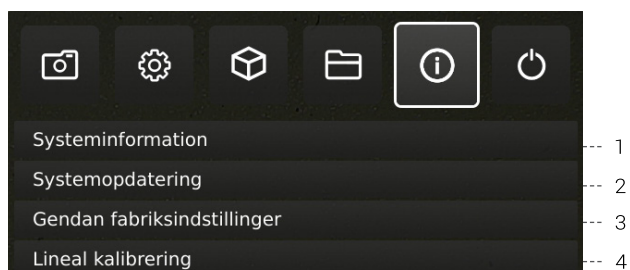 Systeminformation 1
Systemopdatering 2
Gendan fabriksindstillinger 3
Lineal kalibrering 4